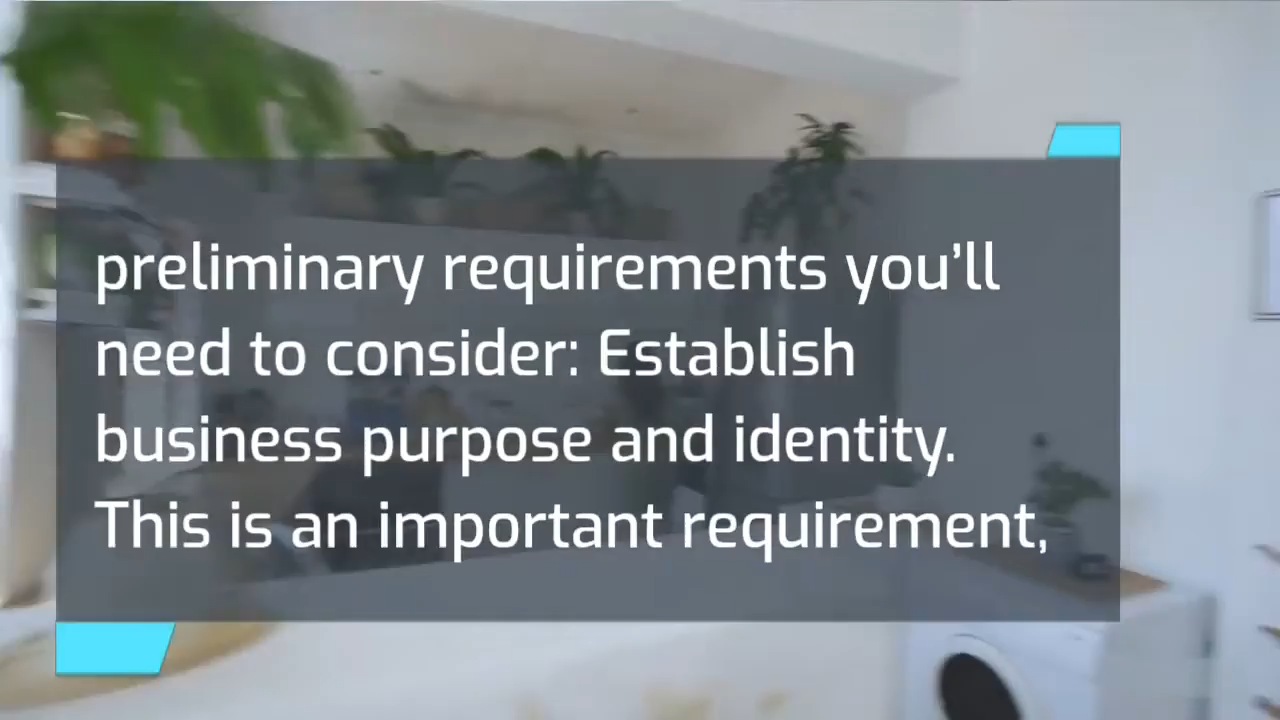 preliminary requirements you’ll
need to consider: Establish
business purpose and identity.
This is an important requirement,